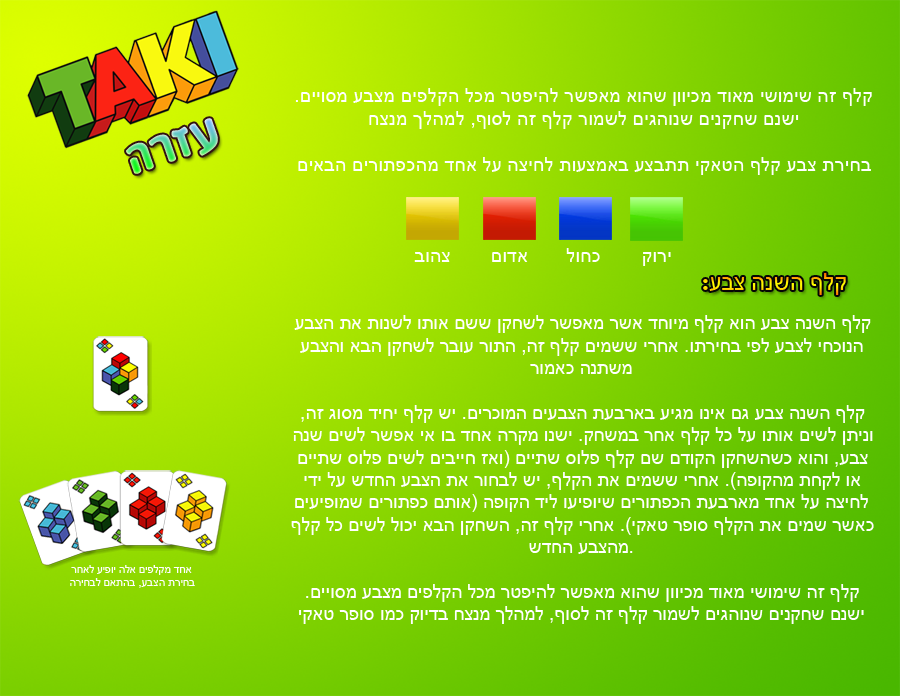 TAKI
עזרה
קלף זה שימושי מאוד מכיוון שהוא מאפשר להיפטר מכל הקלפים מצבע מסויים.
ישנם שחקנים שנוהגים לשמור קלף זה לסוף, למהלך מנצח
בחירת צבע קלף הטאקי תתבצע באמצעות לחיצה על אחד מהכפתורים הבאים
ירוק כחול אדום צהוב
קלף השנה צבע:
קלף השנה צבע הוא קלף מיוחד אשר מאפשר לשחקן ששם אותו לשנות את הצבע
הנוכחי לצבע לפי בחירתו. אחרי ששמים קלף זה, התור עובר לשחקן הבא והצבע
משתנה כאמור
קלף השנה צבע גם אינו מגיע בארבעת הצבעים המוכרים. יש קלף יחיד מסוג זה,
וניתן לשים אותו על כל קלף אחר במשחק. ישנו מקרה אחד בו אי אפשר לשים שנה
צבע, והוא כשהשחקן הקודם שם קלף פלוס שתיים (ואז חייבים לשים פלוס שתיים
או לקחת מהקופה). אחרי ששמים את הקלף, יש לבחור את הצבע החדש על ידי
לחיצה על אחד מארבעת הכפתורים שיופיעו ליד הקופה (אותם כפתורים שמופיעים
כאשר שמים את הקלף סופר טאקי). אחרי קלף זה, השחקן הבא יכול לשים כל קלף
מהצבע החדש.
קלף זה שימושי מאוד מכיוון שהוא מאפשר להיפטר מכל הקלפים מצבע מסויים.
ישנם שחקנים שנוהגים לשמור קלף זה לסוף, למהלך מנצח בדיוק כמו סופר טאקי
אחד מקלפים אלה יופיע לאחר
בחירת הצבע, בהתאם לבחירה